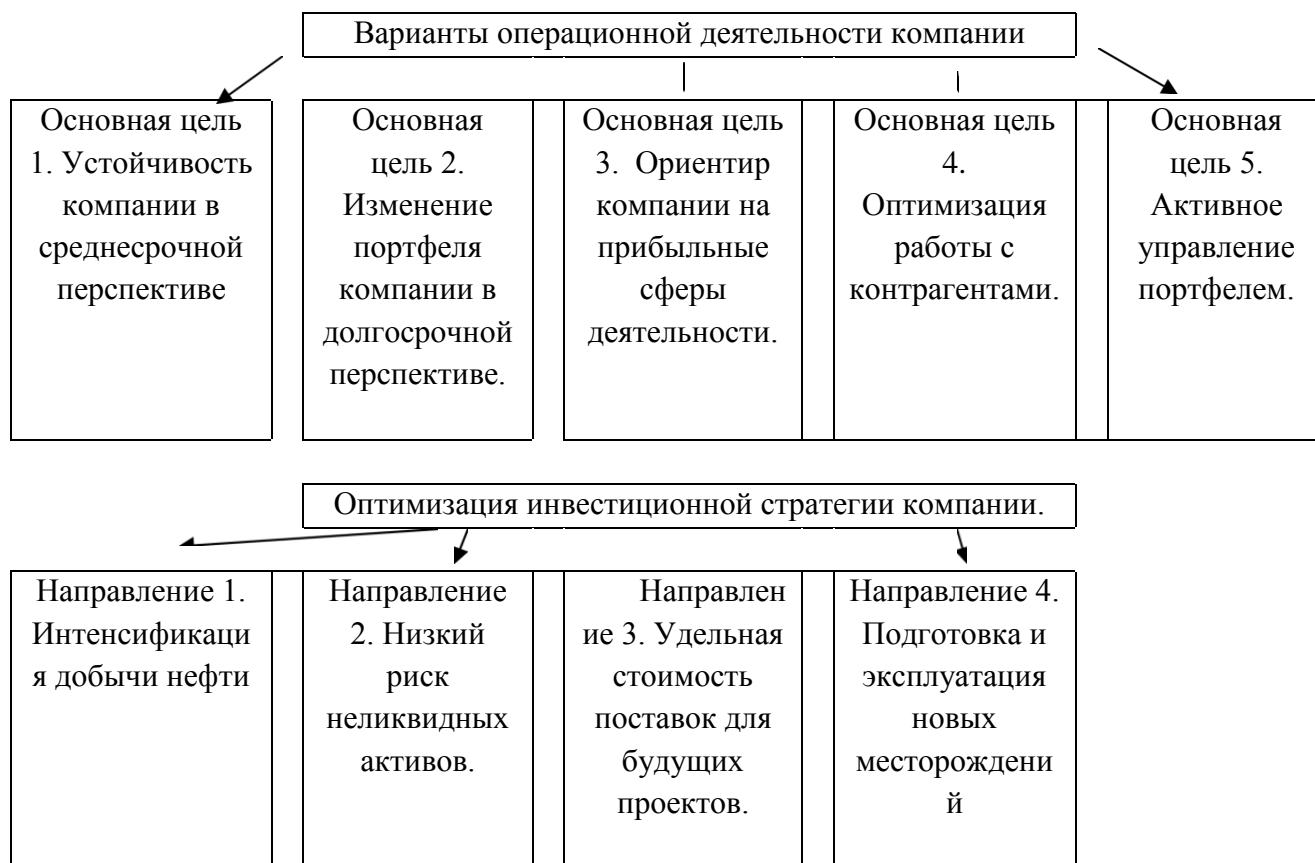 Варианты операционной деятельности компании
Основная цель
1. Устойчивость
компании в
среднесрочной
перспективе
Основная
цель 2.
Изменение
портфеля
компании в
долгосрочной
перспективе.
Основная цель
3. Ориентир
компании на
прибыльные
сферы
деятельности.
Основная цель
4.
Оптимизация
работы с
контрагентами.
Основная
цель 5.
Активное
управление
портфелем.
Оптимизация инвестиционной стратегии компании.
Направление 1.
Интенсификаци
я добычи нефти
Направление
2. Низкий
риск
неликвидных
активов.
Направлен
ие 3. Удельная
стоимость
поставок для
будущих
проектов.
Направление 4.
Подготовка и
эксплуатация
новых
месторождени
й